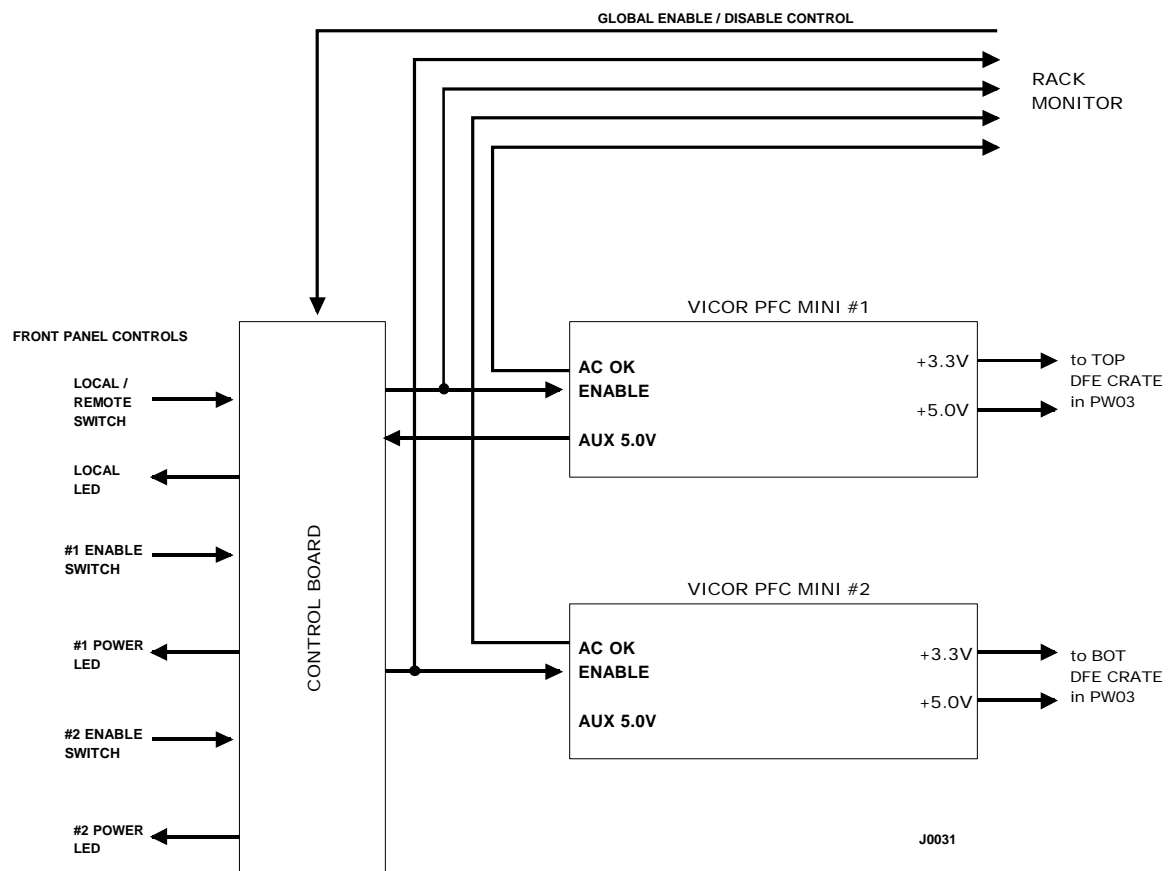 GLOBAL ENABLE / DISABLE CONTROL
RACK
MONITOR
FRONT PANEL CONTROLS
LOCAL /
REMOTE
SWITCH
LOCAL
LED
#1 ENABLE
SWITCH
#1 POWER
LED
#2 ENABLE
SWITCH
#2 POWER
LED
CONTROL BOARD
VICOR PFC MINI #1
AC OK
ENABLE
AUX 5.0V
+3.3V
+5.0V
to TOP
DFE CRATE
in PW03
VICOR PFC MINI #2
AC OK
ENABLE
AUX 5.0V
+3.3V
+5.0V
to BOT
DFE CRATE
in PW03
J0031